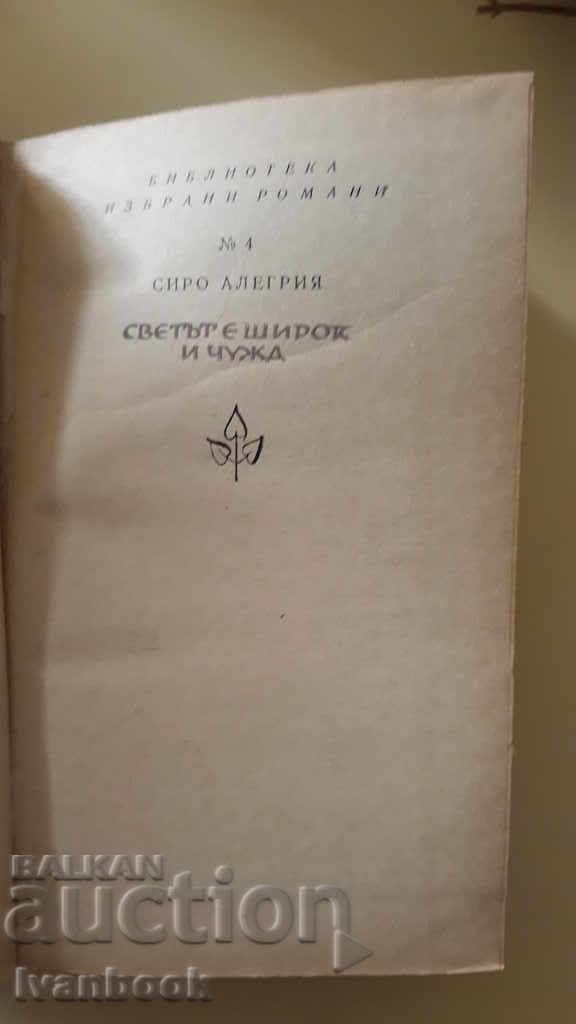 БИБЛИОТЕКА
ИЗБРАНИ РОМАНИ
№ 4
СИРО АЛЕГРИЯ
СВЕТЪТ Е ШИРОК
И ЧУЖД
BALKAN
auction
Ivanbook